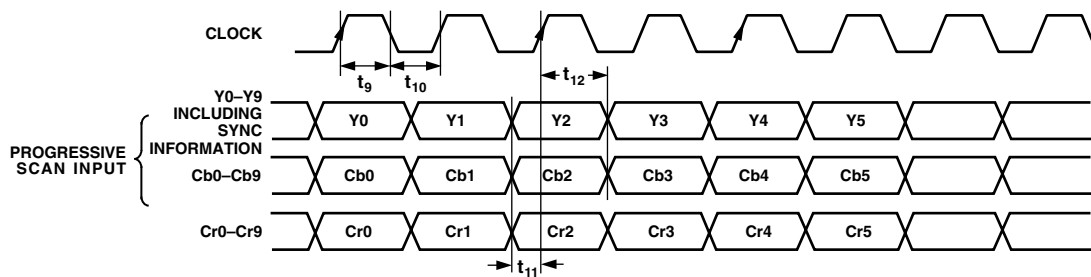 CLOCK
t9 t10 t12
Y0–Y9
INCLUDING
SYNC
INFORMATION
PROGRESSIVE
SCAN INPUT
Y0 Y1 Y2 Y3 Y4 Y5
Cb0–Cb9 Cb0 Cb1 Cb2 Cb3 Cb4 Cb5
Cr0–Cr9 Cr0 Cr1 Cr2 Cr3 Cr4 Cr5
t11